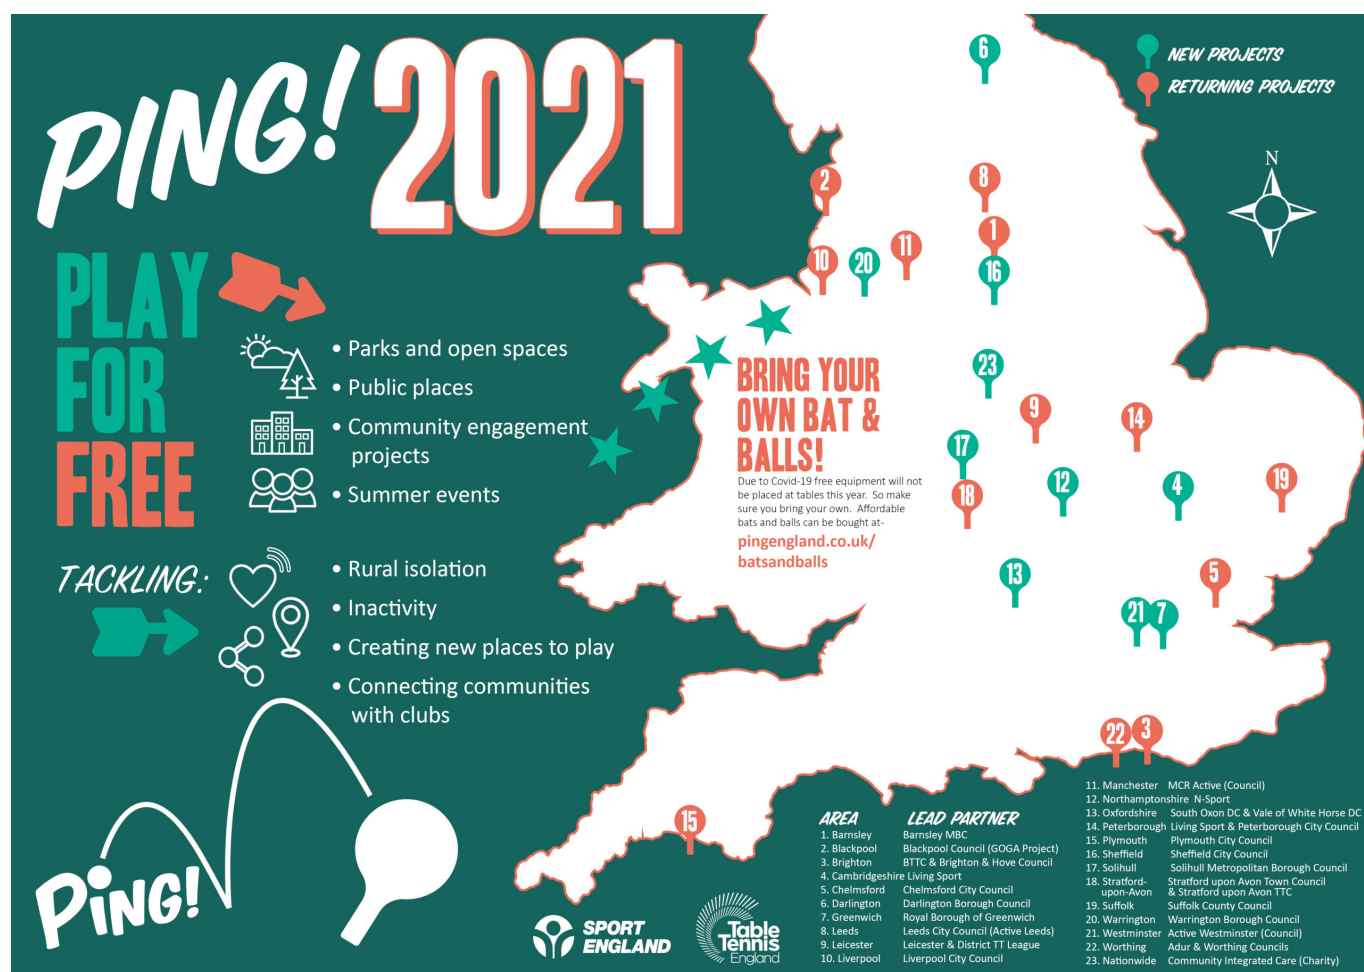 PING! 2021
NEW PROJECTS
RETURNING PROJECTS
N
PLAY
FOR
FREE
• Parks and open spaces
• Public places
• Community engagement
projects
• Summer events
TACKLING:
• Rural isolation
• Inactivity
• Creating new places to play
• Connecting communities
with clubs
6
2
8
1
10
20
11
16
23
9
14
17
18
12
4
19
13
5
21
7
22
3
15
BRING YOUR
OWN BAT &
BALLS!
Due to Covid-19 free equipment will not
be placed at tables this year. So make
sure you bring your own. Affordable
bats and balls can be bought at-
pingengland.co.uk/
batsandballs
PiNG!
SPORT
ENGLAND
Table
Tennis
England
AREA LEAD PARTNER
1. Barnsley Barnsley MBC
2. Blackpool Blackpool Council (GOGA Project)
3. Brighton BTTC & Brighton & Hove Council
4. Cambridgeshire Living Sport
5. Chelmsford Chelmsford City Council
6. Darlington Darlington Borough Council
7. Greenwich Royal Borough of Greenwich
8. Leeds Leeds City Council (Active Leeds)
9. Leicester Leicester & District TT League
10. Liverpool Liverpool City Council
11. Manchester MCR Active (Council)
12. Northamptonshire N-Sport
13. Oxfordshire South Oxon DC & Vale of White Horse DC
14. Peterborough Living Sport & Peterborough City Council
15. Plymouth Plymouth City Council
16. Sheffield Sheffield City Council
17. Solihull Solihull Metropolitan Borough Council
18. Stratford- Stratford upon Avon Town Council
upon-Avon & Stratford upon Avon TTC
19. Suffolk Suffolk County Council
20. Warrington Warrington Borough Council
21. Westminster Active Westminster (Council)
22. Worthing Adur & Worthing Councils
23. Nationwide Community Integrated Care (Charity)